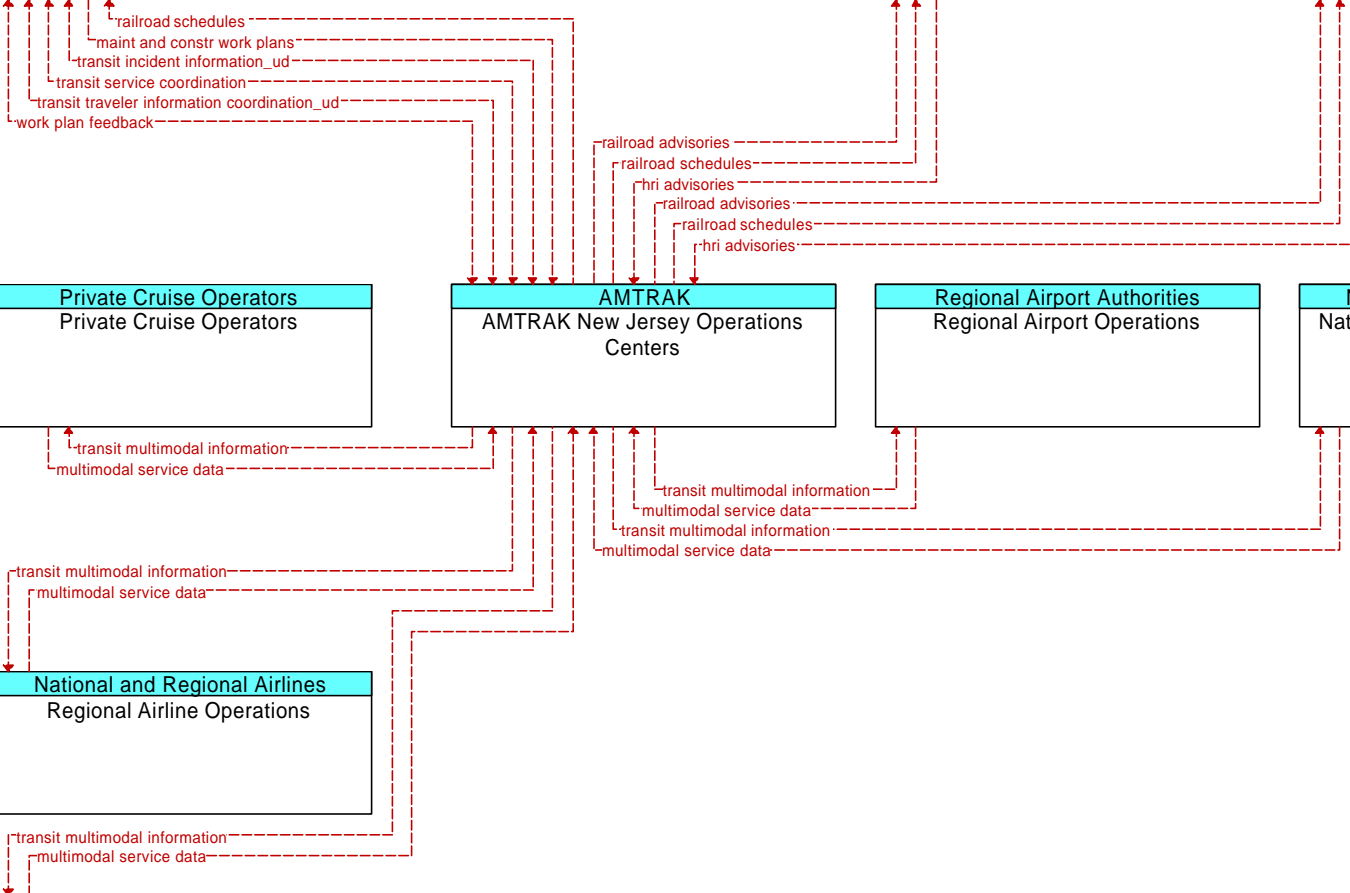 railroad schedules
maint and constr work plans
transit incident information_ud
transit service coordination
transit traveler information coordination_ud
work plan feedback
railroad advisories
railroad schedules
hri advisories
railroad advisories
railroad schedules
hri advisories
Private Cruise Operators
Private Cruise Operators
AMTRAK
AMTRAK New Jersey Operations
Centers
Regional Airport Authorities
Regional Airport Operations
Nat
transit multimodal information
multimodal service data
transit multimodal information
multimodal service data
transit multimodal information
multimodal service data
transit multimodal information
multimodal service data
National and Regional Airlines
Regional Airline Operations
transit multimodal information
multimodal service data